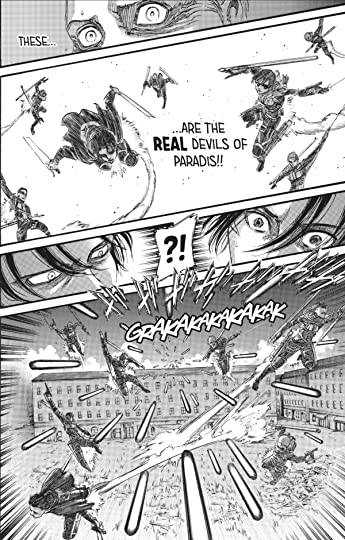 THESE...
...ARE THE
REAL DEVILS OF
PARADIS!!
?!
GRAKAKAKAKAKAK